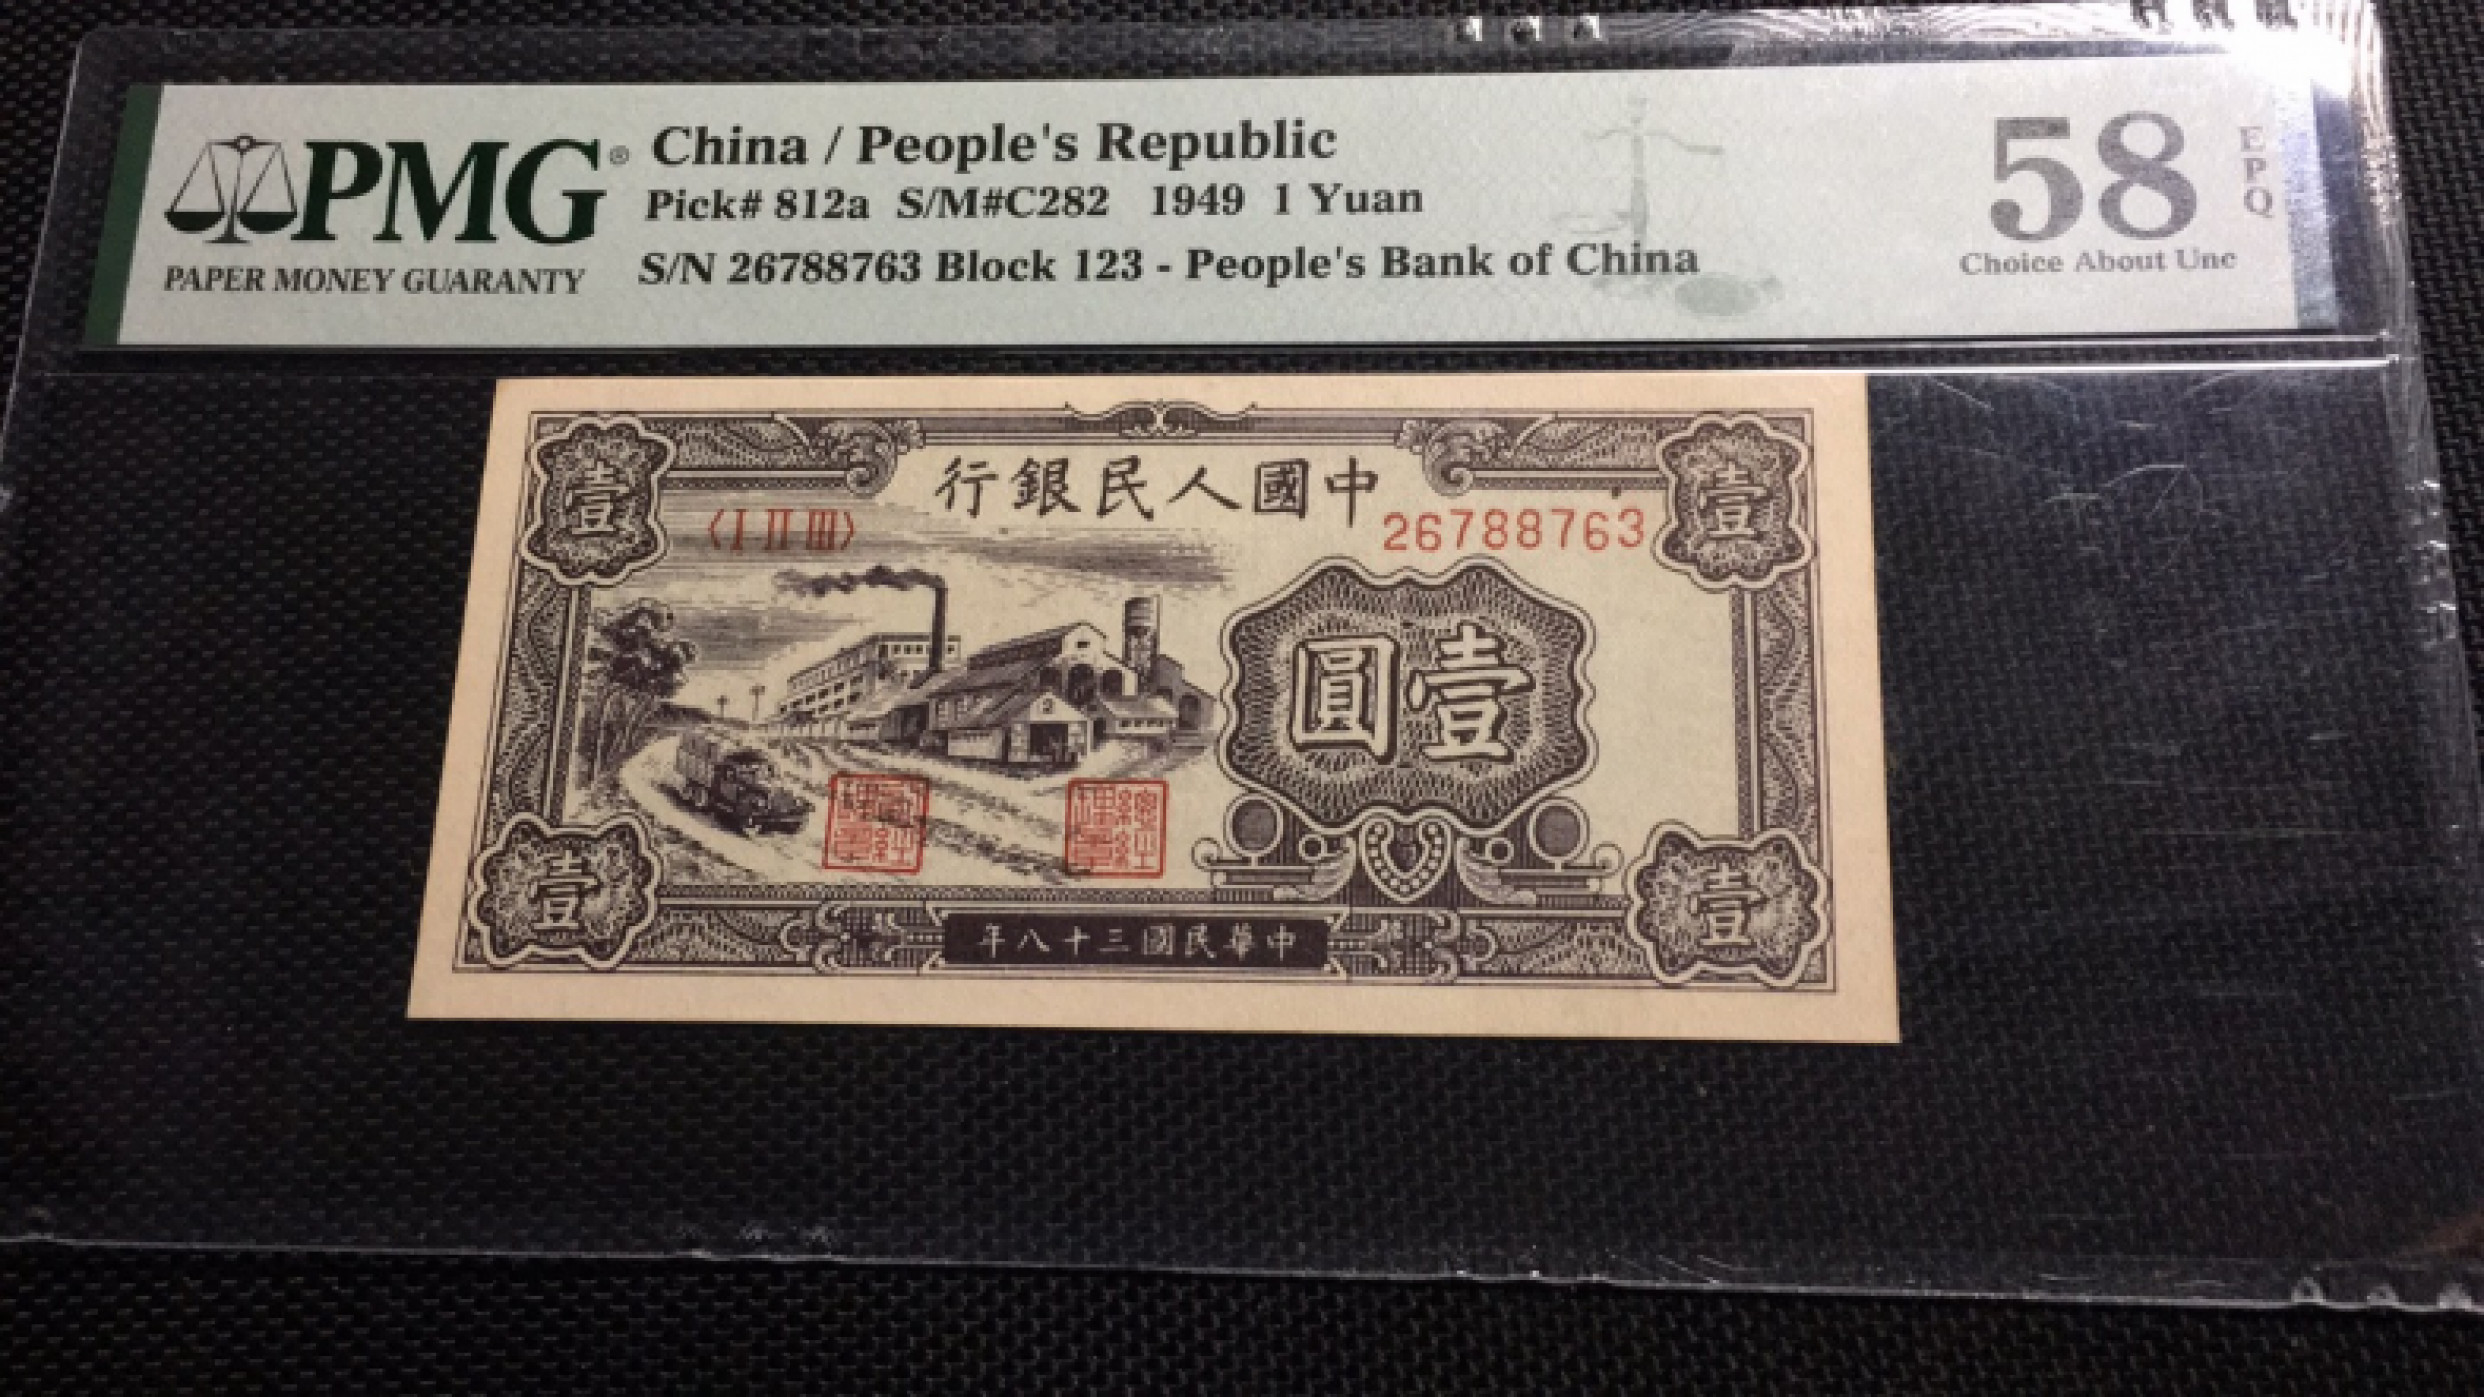 PMG®
PAPER MONEY GUARANTY
China / People's Republic
Pick# 812a S/M#C282 1949 1 Yuan
S/N 26788763 Block 123 - People's Bank of China
58
EPQ
Choice About Unc
行銀民人國中
〈I II III〉
26788763
壹
壹
圓壹
壹
壹
年八十三國民華中